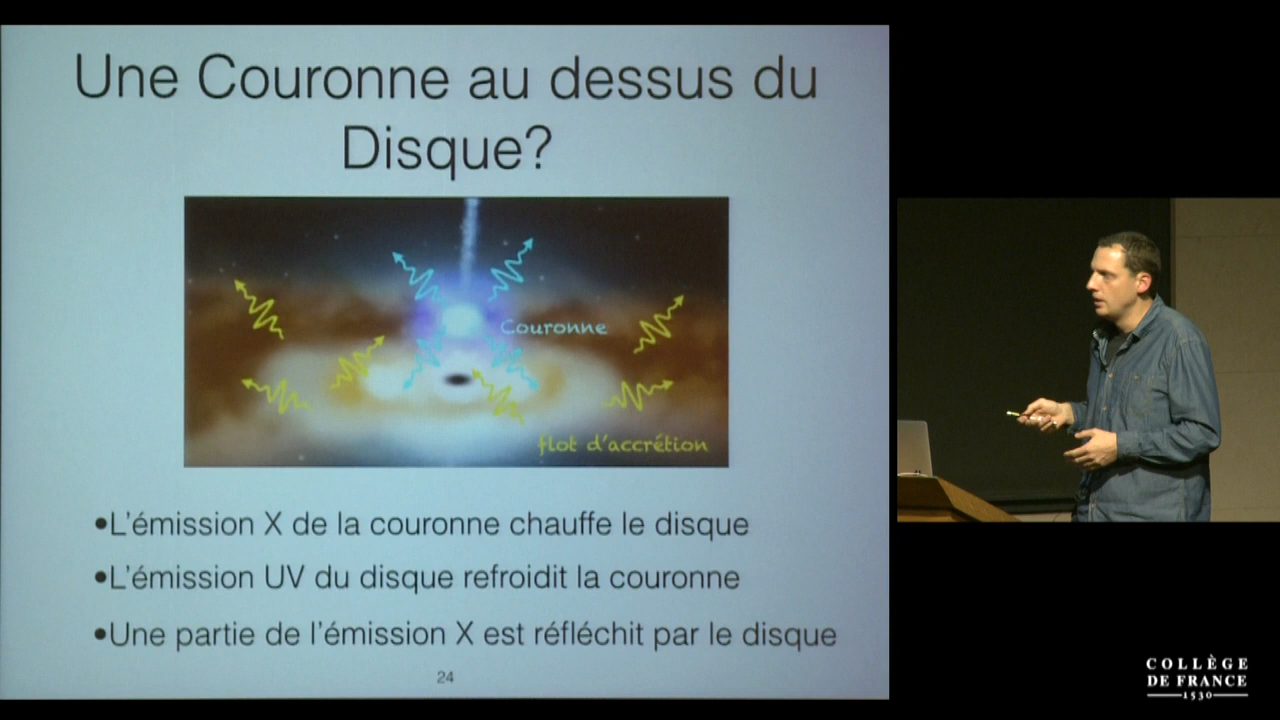 Une Couronne au dessus du
Disque?
Couronne
flot d'accrétion
•L'émission X de la couronne chauffe le disque
•L'émission UV du disque refroidit la couronne
•Une partie de l'émission X est réfléchit par le disque
24
COLLÈGE
DE FRANCE
1530